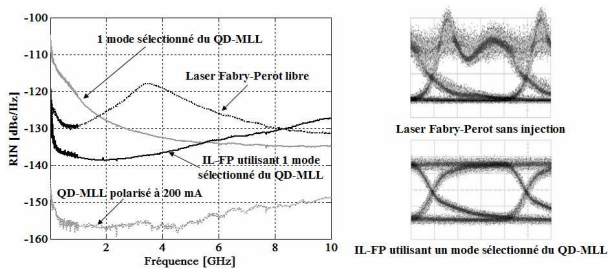 -100
1 mode sélectionné du QD-MLL
-110
Laser Fabry-Perot libre
-120
RIN [dBc/Hz]
-130
IL-FP utilisant 1 mode
sélectionné du QD-MLL
-140
QD-MLL polarisé à 200 mA
-150
-160
0
2
4
6
8
10
Fréquence [GHz]
Laser Fabry-Perot sans injection
IL-FP utilisant un mode sélectionné du QD-MLL